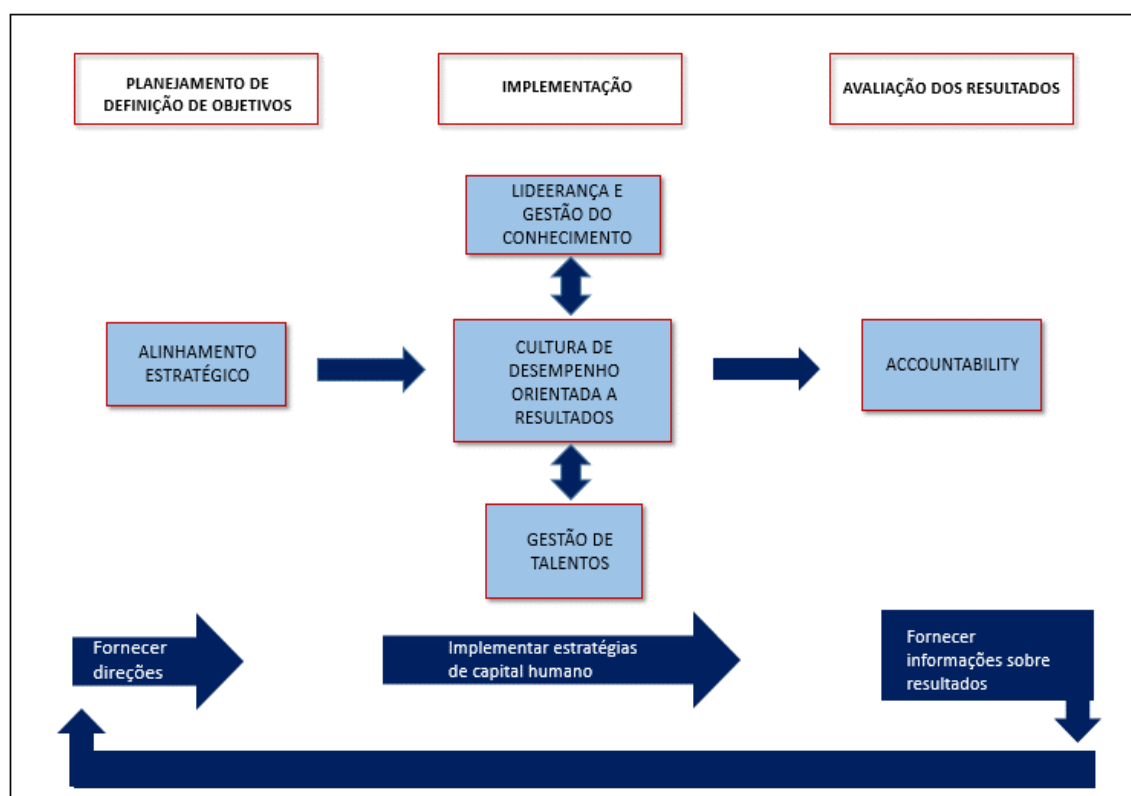 PLANEJAMENTO DE
DEFINIÇÃO DE OBJETIVOS
IMPLEMENTAÇÃO
AVALIAÇÃO DOS RESULTADOS
LIDEERANÇA E
GESTÃO DO
CONHECIMENTO
ALINHAMENTO
ESTRATÉGICO
CULTURA DE
DESEMPENHO
ORIENTADA A
RESULTADOS
ACCOUNTABILITY
GESTÃO DE
TALENTOS
Fornecer
direções
Implementar estratégias
de capital humano
Fornecer
informações sobre
resultados